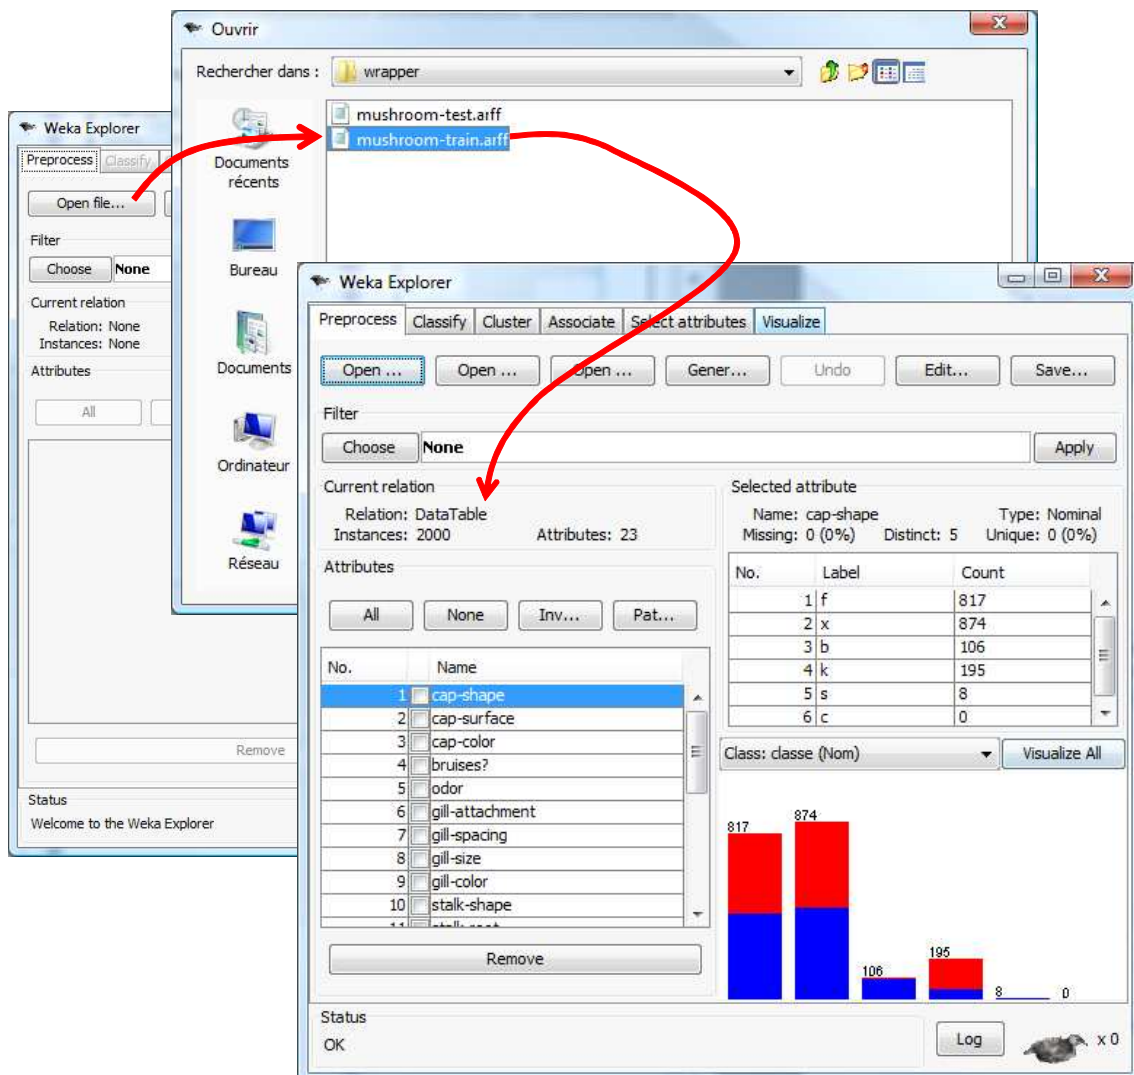 Ouvrir
Rechercher dans :
wrapper
mushroom-test.arff
mushroom-train.arff
Documents
récents
Bureau
Documents
Ordinateur
Réseau
Weka Explorer
Preprocess Classify
Open file...
Filter
Choose None
Current relation
Relation: None
Instances: None
Attributes
All
Remove
Status
Welcome to the Weka Explorer
Weka Explorer
Preprocess Classify Cluster Associate Select attributes Visualize
Open ... Open ... Open ... Gener... Undo Edit... Save...
Filter
Choose None Apply
Current relation
Relation: DataTable
Instances: 2000 Attributes: 23
Attributes
All None Inv... Pat...
No. Name
1 cap-shape
2 cap-surface
3 cap-color
4 bruises?
5 odor
6 gill-attachment
7 gill-spacing
8 gill-size
9 gill-color
10 stalk-shape
Remove
Selected attribute
Name: cap-shape Type: Nominal
Missing: 0 (0%) Distinct: 5 Unique: 0 (0%)
No. Label Count
1 f 817
2 x 874
3 b 106
4 k 195
5 s 8
6 c 0
Class: classe (Nom) Visualize All
817
874
106
195
8
0
Status
OK
Log
x 0